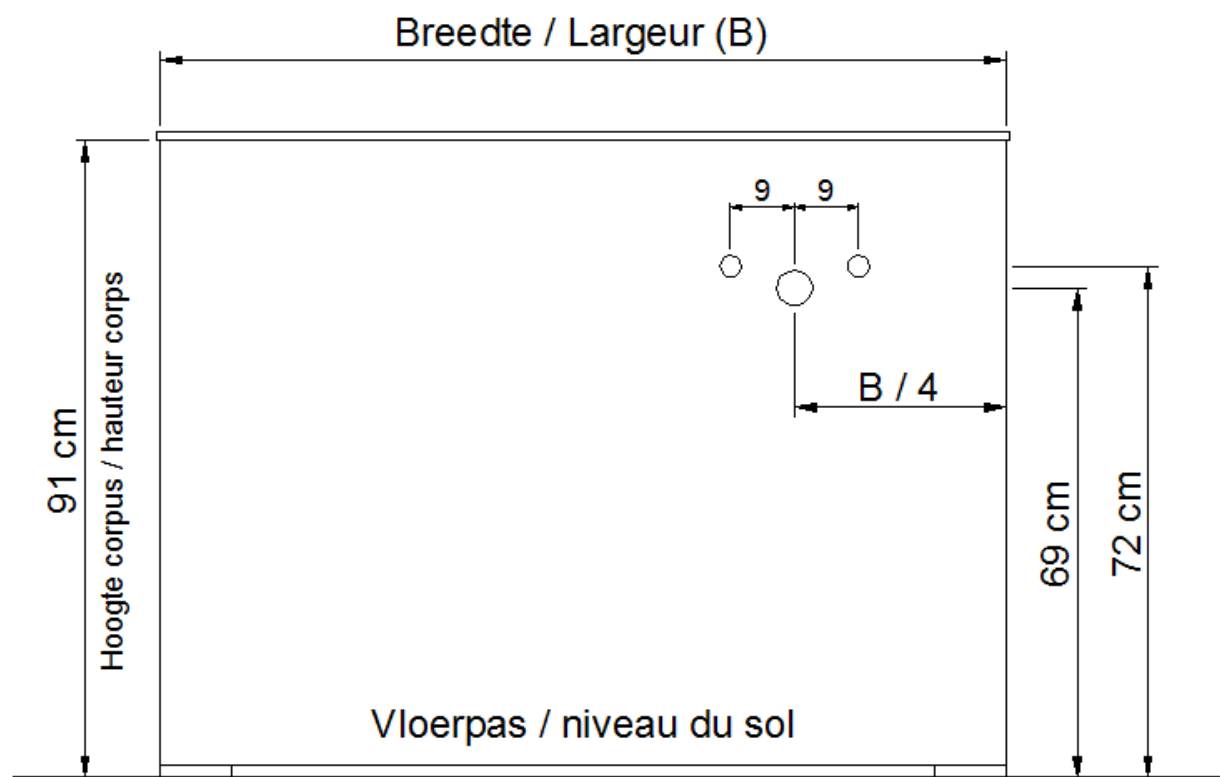 Breedte / Largeur (B)
9
9
B / 4
91 cm
Hoogte corpus / hauteur corps
69 cm
72 cm
Vloerpas / niveau du sol